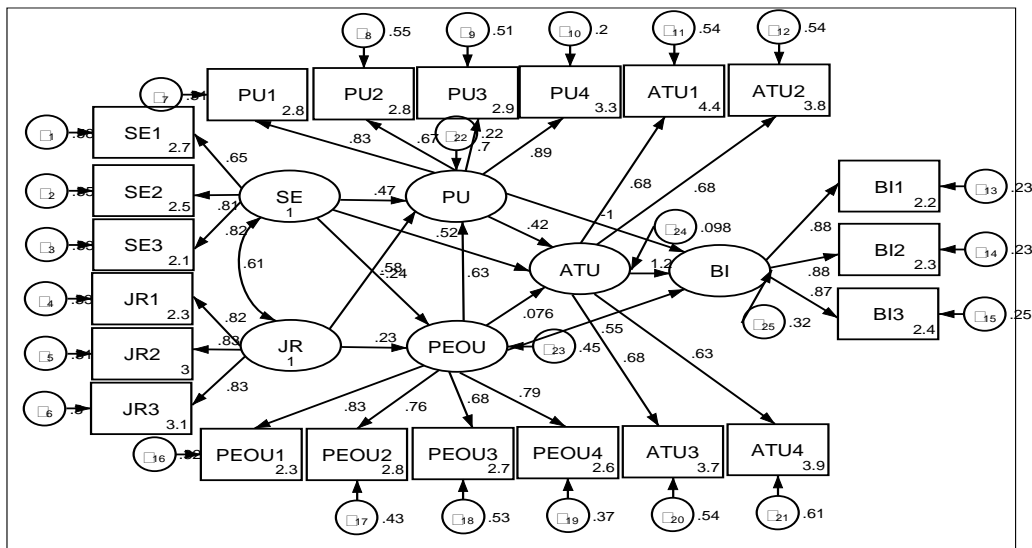 8 .55
9 .51
10 .2
11 .54
12 .54
7
PU1 2.8
PU2 2.8
PU3 2.9
PU4 3.3
ATU1 4.4
ATU2 3.8
1
SE1 2.7
.83
.67
22 .22
.7
.89
.68
.68
.65
2
SE2 2.5
.81
SE 1
.47
PU
-1
BI1 2.2
13 .23
3
SE3 2.1
.82
.52
.42
24 .098
.88
.61
.58
-.24
.63
ATU
1.2
BI
.88
BI2 2.3
14 .23
4
JR1 2.3
.82
.076
.87
5
JR2 3
.83
JR 1
.23
PEOU
23 .45
.55
25 .32
BI3 2.4
15 .25
6
JR3 3.1
.83
.83
.76
.68
.79
.68
.63
16
PEOU1 2.3
PEOU2 2.8
PEOU3 2.7
PEOU4 2.6
ATU3 3.7
ATU4 3.9
17 .43
18 .53
19 .37
20 .54
21 .61